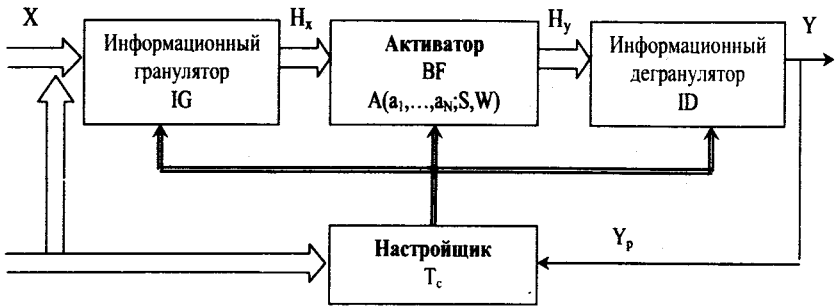 X
Информационный
гранулятор
IG
Hx
Активатор
BF
A(a1,…,aN;S,W)
Hy
Информационный
дегранулятор
ID
Y
Настройщик
Tc
Yp